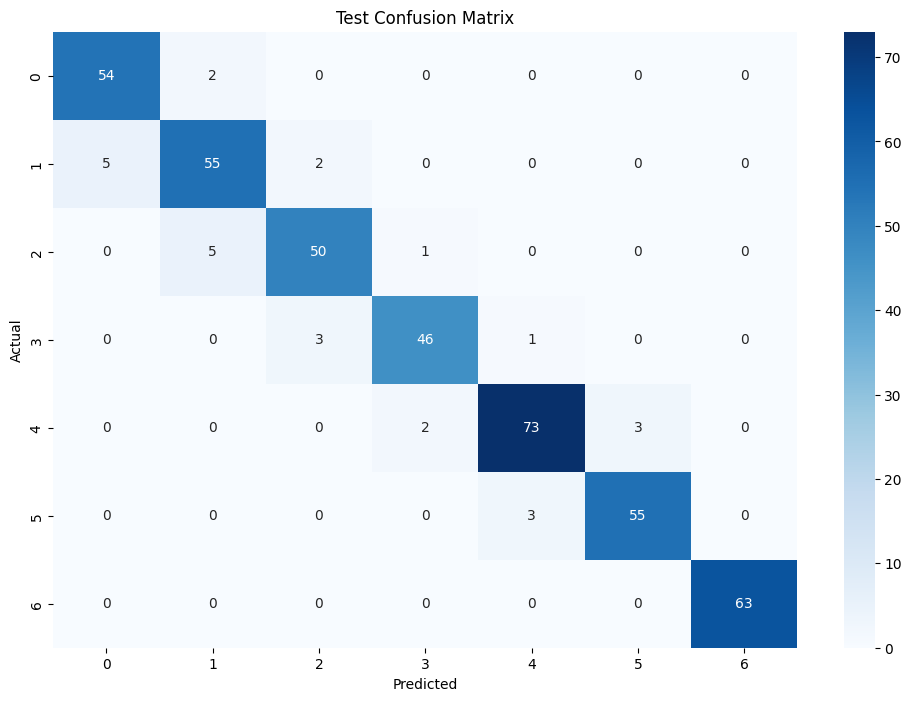 Test Confusion Matrix
Actual
0 54 2 0 0 0 0 0
1 5 55 2 0 0 0 0
2 0 5 50 1 0 0 0
3 0 0 3 46 1 0 0
4 0 0 0 2 73 3 0
5 0 0 0 0 3 55 0
6 0 0 0 0 0 0 63
0 1 2 3 4 5 6
Predicted
70
60
50
40
30
20
10
0